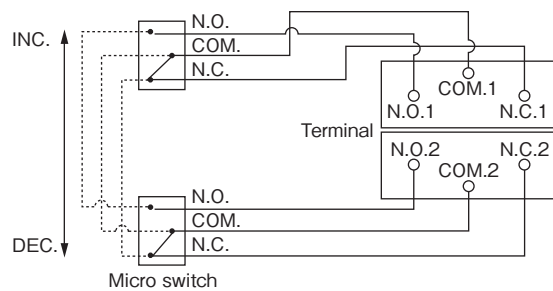 N.O.
INC.
COM.
N.C.
COM.1
N.O.1
N.C.1
Terminal
N.O.2
N.C.2
COM.2
N.O.
COM.
DEC.
N.C.
Micro switch